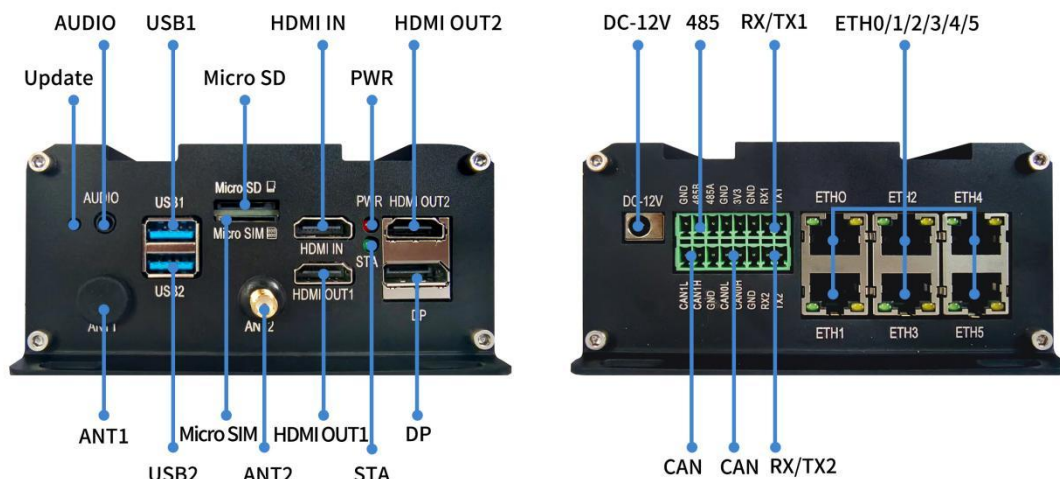 AUDIO USB1 HDMI IN HDMI OUT2
Update Micro SD PWR
AUDIO
USB1
Micro SD
Micro SIM
USB2
ANT1
ANT2
HDMI IN
HDMI OUT1
PWR
STA
HDMI OUT2
DP
ANT1 Micro SIM HDMI OUT1 DP
USB2 ANT2 STA
DC-12V 485 RX/TX1 ETH0/1/2/3/4/5
DC-12V
GND
485B
485A
GND
3V3
RX1
TX1
CAN1L
CAN1H
GND
CAN0L
CAN0H
GND
RX2
TX2
ETH0 ETH2 ETH4
ETH1 ETH3 ETH5
CAN CAN RX/TX2